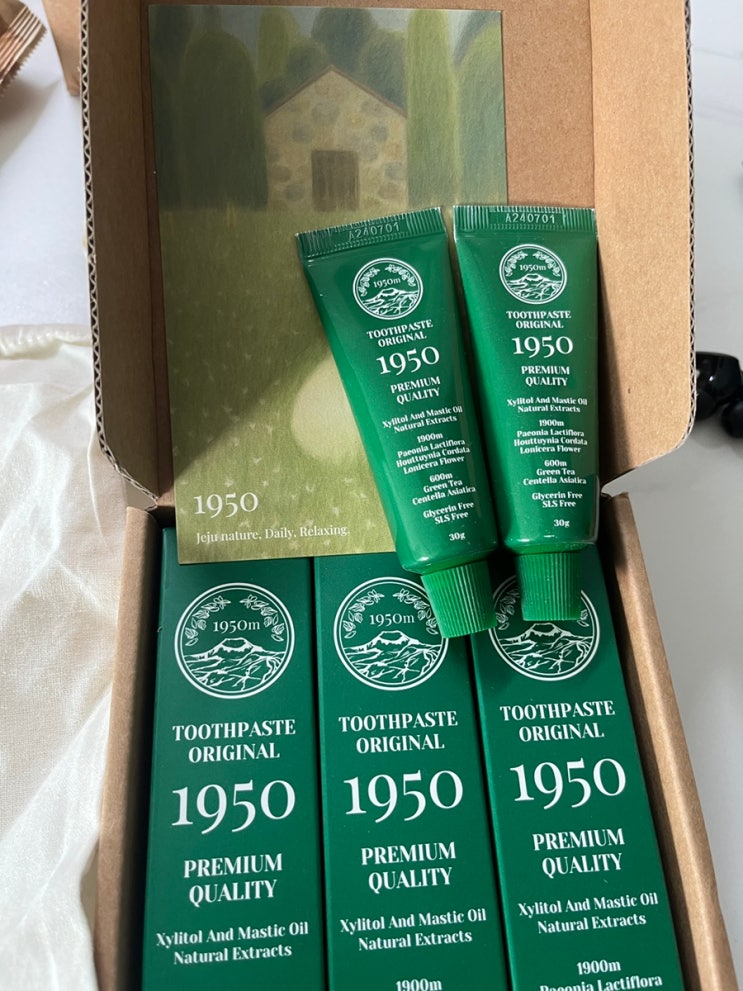 1950
Jeju nature, Daily, Relaxing.
A240701
1950m
TOOTHPASTE
ORIGINAL
1950
PREMIUM
QUALITY
Xylitol And Mastic Oil
Natural Extracts
1900m
Paeonia Lactiflora
Houttuynia Cordata
Lonicera Flower
600m
Green Tea
Centella Asiatica
Glycerin Free
SLS Free
30g
A240701
1950m
TOOTHPASTE
ORIGINAL
1950
PREMIUM
QUALITY
Xylitol And Mastic Oil
Natural Extracts
1900m
Paeonia Lactiflora
Houttuynia Cordata
Lonicera Flower
600m
Green Tea
Centella Asiatica
Glycerin Free
SLS Free
30g
1950m
TOOTHPASTE
ORIGINAL
1950
PREMIUM
QUALITY
Xylitol And Mastic Oil
Natural Extracts
1950m
TOOTHPASTE
ORIGINAL
1950
PREMIUM
QUALITY
Xylitol And Mastic Oil
Natural Extracts
1900m
TOOTHPASTE
ORIGINAL
1950
PREMIUM
QUALITY
Xylitol And Mastic Oil
Natural Extracts
1900m
Paeonia Lactiflora